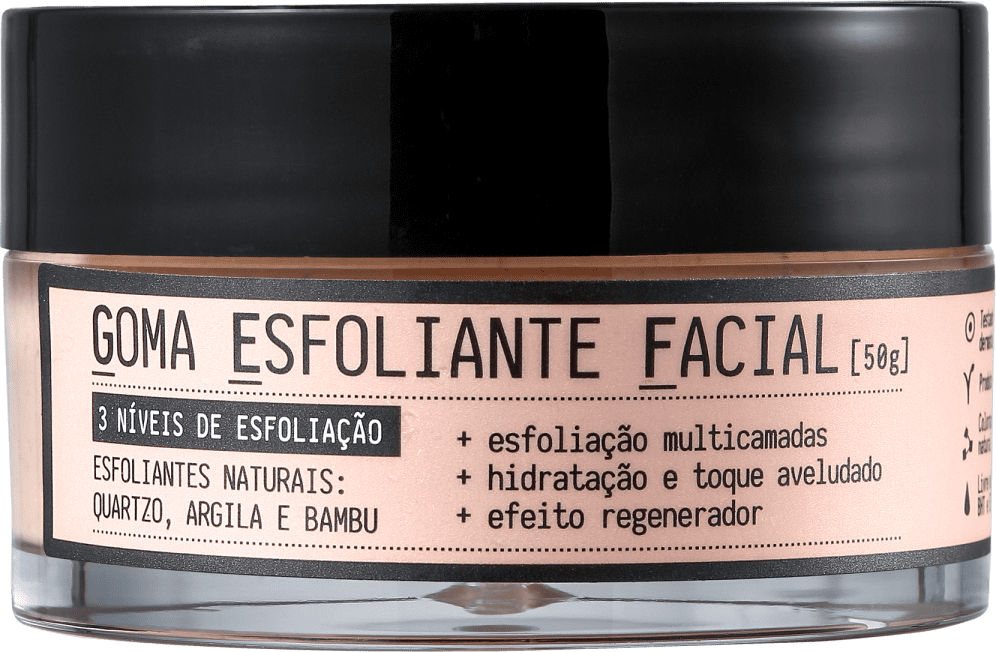 GOMA ESFOLIANTE FACIAL [50g]
3 NÍVEIS DE ESFOLIAÇÃO
ESFOLIANTES NATURAIS:
QUARTZO, ARGILA E BAMBU
+ esfoliação multicamadas
+ hidratação e toque aveludado
+ efeito regenerador